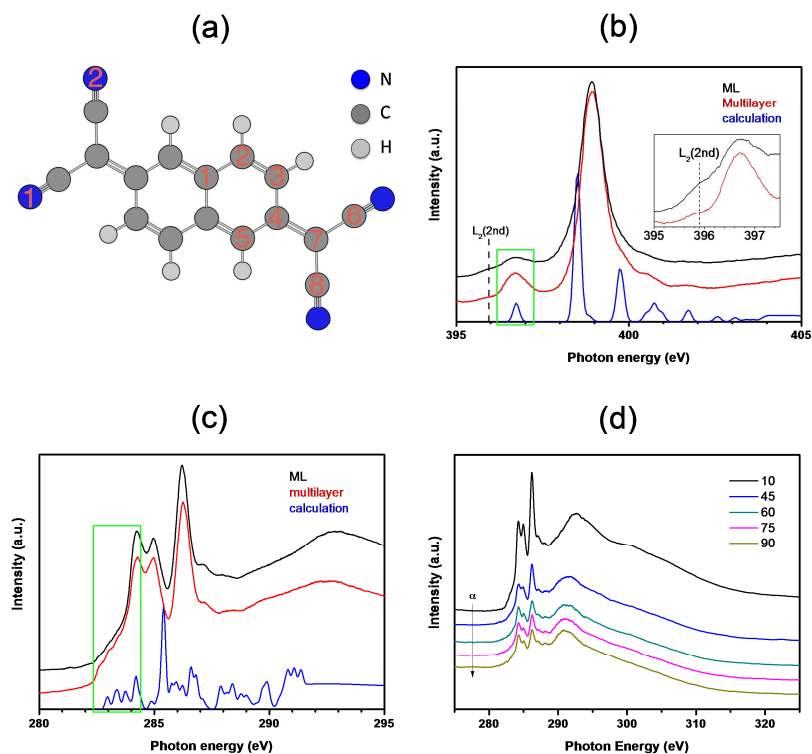 (a)
2
N
C
H
1
2
3
1
4
6
5
7
8
(b)
ML
Multilayer
calculation
L2(2nd)
L2(2nd)
395 396 397
Intensity (a.u.)
395 400 405
Photon energy (eV)
(c)
ML
multilayer
calculation
Intensity (a.u.)
280 285 290 295
Photon energy (eV)
(d)
10
45
60
75
90
α
Intensity (a.u.)
280 290 300 310 320
Photon Energy (eV)